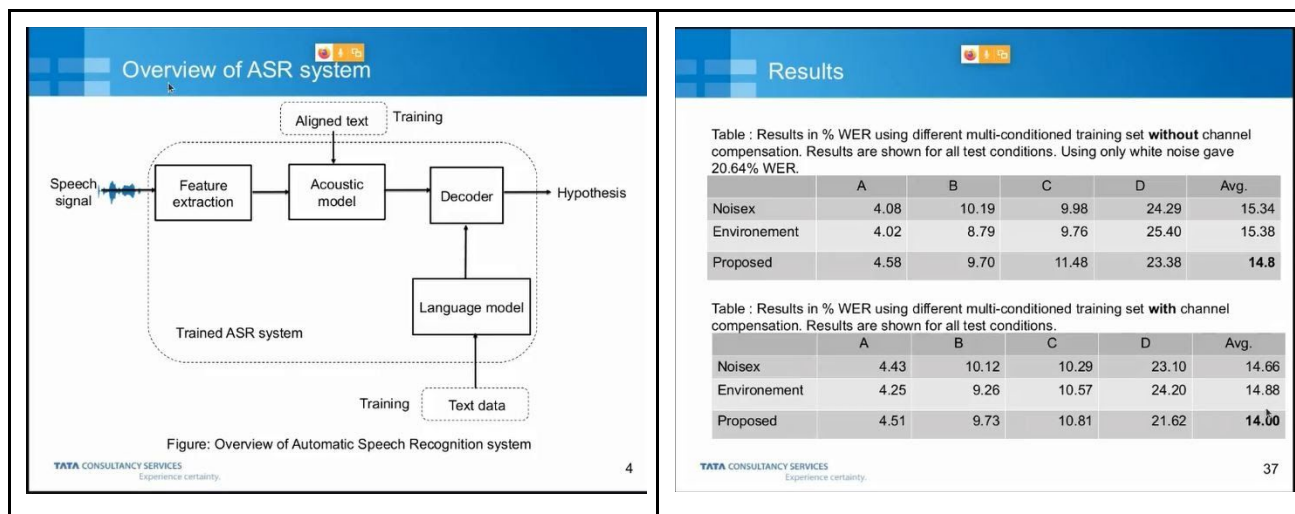 Overview of ASR system
Aligned text
Training
Speech
signal
Feature
extraction
Acoustic
model
Decoder
Hypothesis
Language model
Trained ASR system
Training
Text data
Figure: Overview of Automatic Speech Recognition system
TATA CONSULTANCY SERVICES
Experience certainty.
4
Results
Table : Results in % WER using different multi-conditioned training set without channel
compensation. Results are shown for all test conditions. Using only white noise gave
20.64% WER.
A B C D Avg.
Noisex 4.08 10.19 9.98 24.29 15.34
Environement 4.02 8.79 9.76 25.40 15.38
Proposed 4.58 9.70 11.48 23.38 14.8
Table : Results in % WER using different multi-conditioned training set with channel
compensation. Results are shown for all test conditions.
A B C D Avg.
Noisex 4.43 10.12 10.29 23.10 14.66
Environement 4.25 9.26 10.57 24.20 14.88
Proposed 4.51 9.73 10.81 21.62 14.00
TATA CONSULTANCY SERVICES
Experience certainty.
37